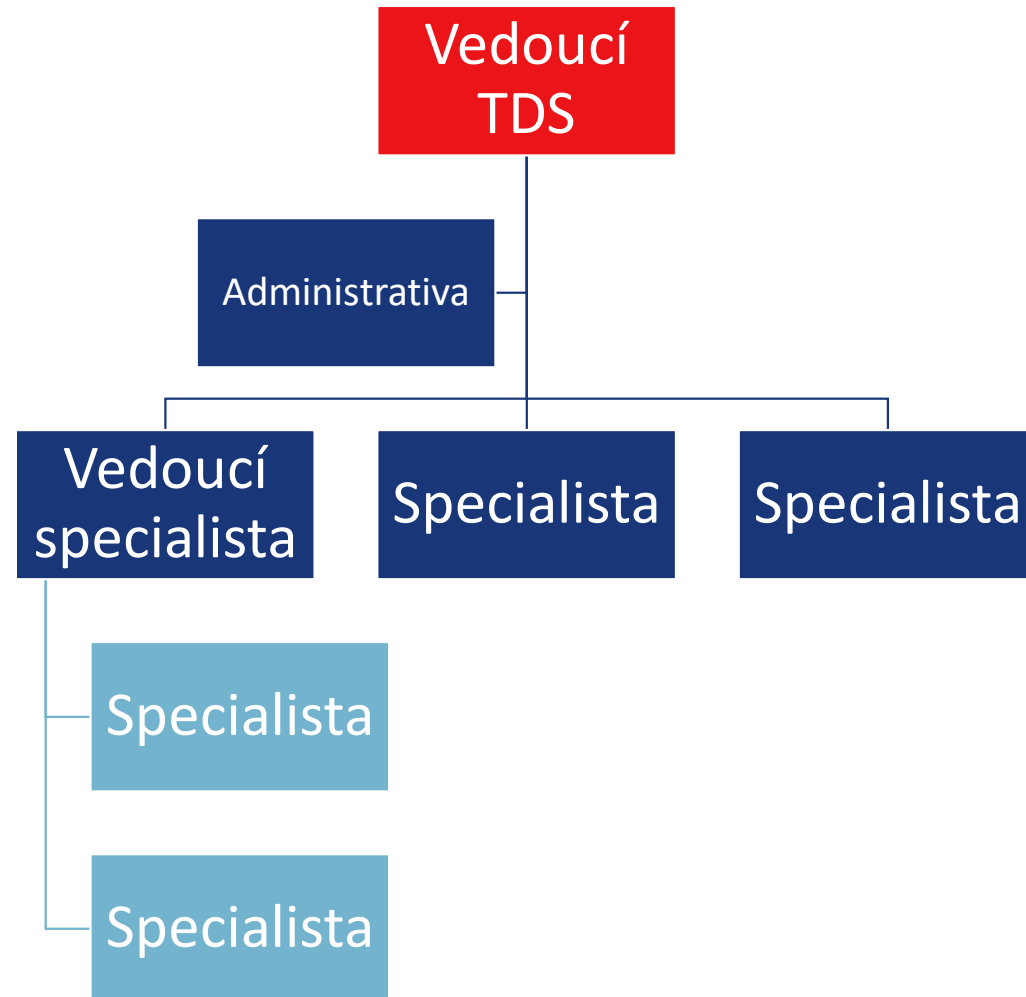 Vedoucí
TDS
Administrativa
Vedoucí
specialista
Specialista
Specialista
Specialista
Specialista